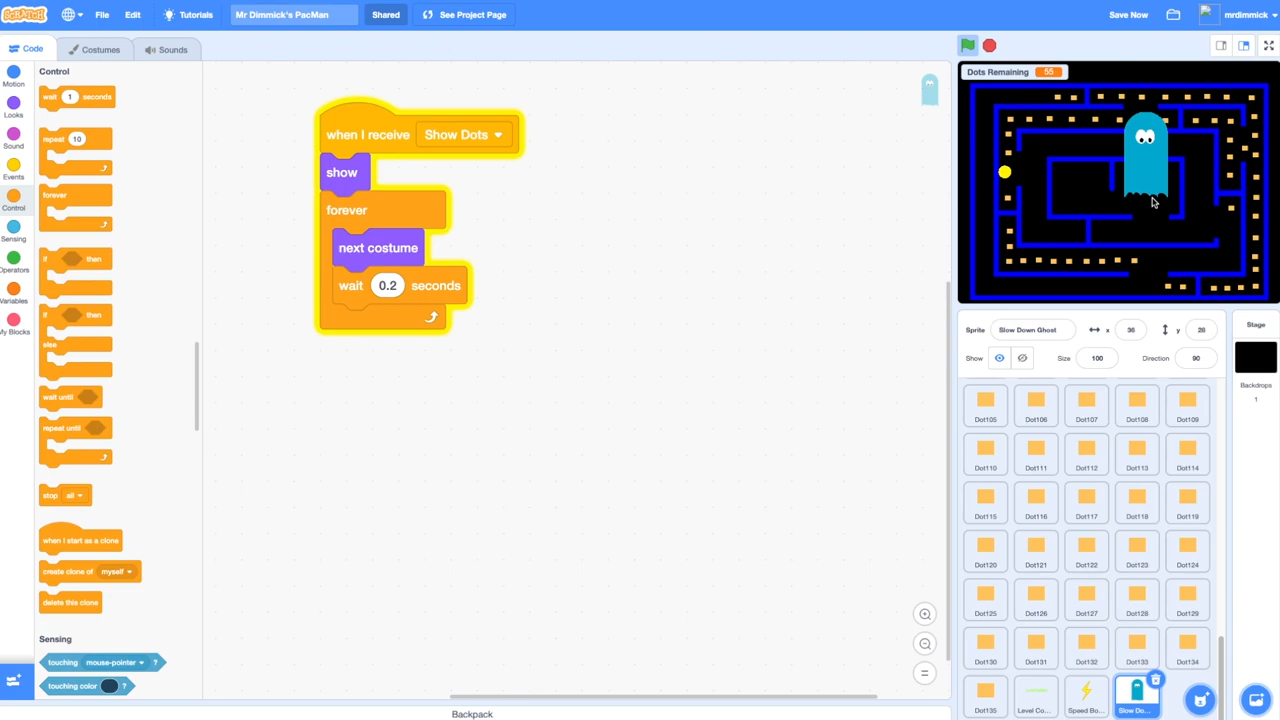 SCRATCH File Edit Tutorials Mr Dimmick's PacMan Shared See Project Page Save Now mrdimmick
Code Costumes Sounds
Motion
Looks
Sound
Events
Control
Sensing
Operators
Variables
My Blocks
Control
wait 1 seconds
repeat 10
forever
if then
if then
else
wait until
repeat until
stop all
when I start as a clone
create clone of myself
delete this clone
Sensing
touching mouse-pointer ?
touching color ?
when I receive Show Dots
show
forever
next costume
wait 0.2 seconds
Backpack
Dots Remaining 55
Sprite Slow Down Ghost x 36 y 28
Show Size 100 Direction 90
Dot105 Dot106 Dot107 Dot108 Dot109
Dot110 Dot111 Dot112 Dot113 Dot114
Dot115 Dot116 Dot117 Dot118 Dot119
Dot120 Dot121 Dot122 Dot123 Dot124
Dot125 Dot126 Dot127 Dot128 Dot129
Dot130 Dot131 Dot132 Dot133 Dot134
Dot135 Level Co... Speed Bo... Slow Do...
Stage
Backdrops
1